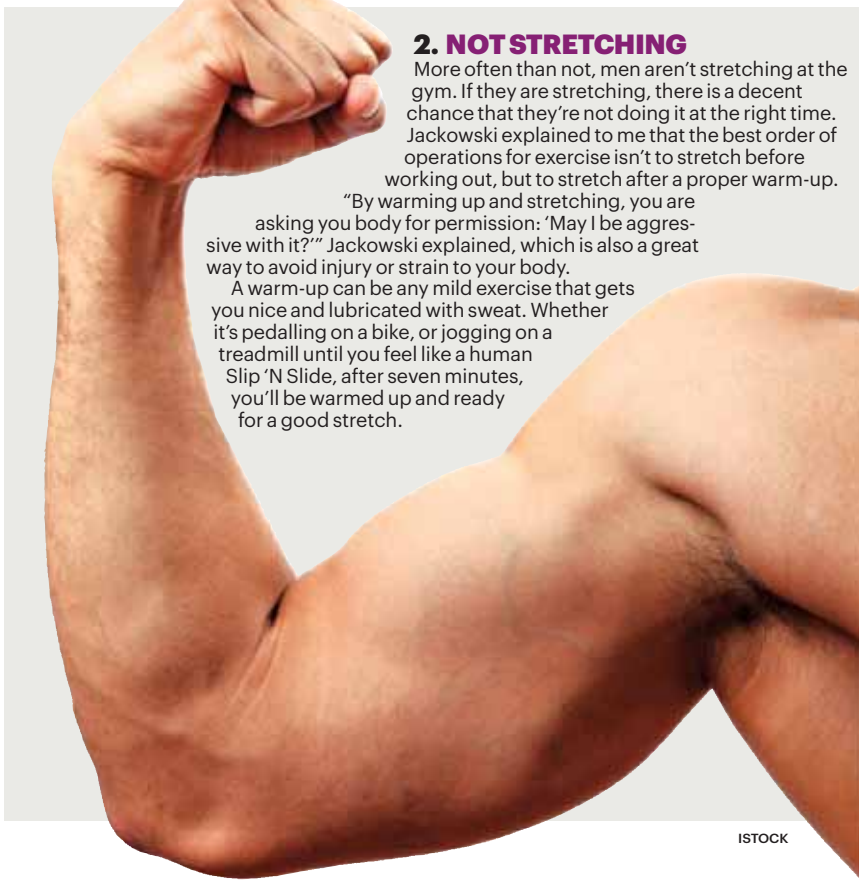 2. NOT STRETCHING
More often than not, men aren’t stretching at the
gym. If they are stretching, there is a decent
chance that they’re not doing it at the right time.
Jackowski explained to me that the best order of
operations for exercise isn’t to stretch before
working out, but to stretch after a proper warm-up.
“By warming up and stretching, you are
asking you body for permission: ‘May I be aggres-
sive with it?’” Jackowski explained, which is also a great
way to avoid injury or strain to your body.
A warm-up can be any mild exercise that gets
you nice and lubricated with sweat. Whether
it’s pedalling on a bike, or jogging on a
treadmill until you feel like a human
Slip ‘N Slide, after seven minutes,
you’ll be warmed up and ready
for a good stretch.
ISTOCK